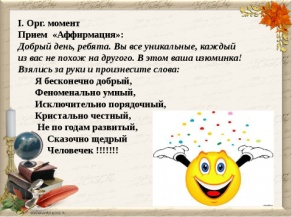 I. Орг. момент
Прием «Аффирмация»:
Добрый день, ребята. Вы все уникальные, каждый
из вас не похож на другого. В этом ваша изюминка!
Взялись за руки и произнесите слова:
Я бесконечно добрый,
Феноменально умный,
Исключительно порядочный,
Кристально честный,
Не по годам развитый,
Сказочно щедрый
Человечек !!!!!!!